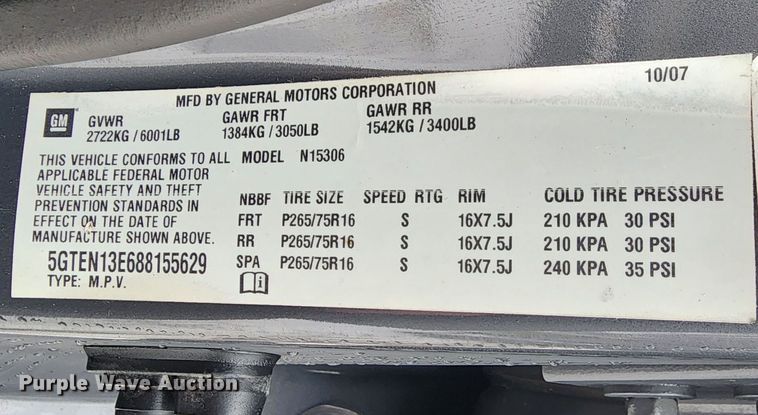 10/07
MFD BY GENERAL MOTORS CORPORATION
GM GVWR GAWR FRT GAWR RR
2722KG / 6001LB 1384KG / 3050LB 1542KG / 3400LB
THIS VEHICLE CONFORMS TO ALL MODEL N15306
APPLICABLE FEDERAL MOTOR
VEHICLE SAFETY AND THEFT
PREVENTION STANDARDS IN
EFFECT ON THE DATE OF
MANUFACTURE SHOWN ABOVE.
NBBF TIRE SIZE SPEED RTG RIM COLD TIRE PRESSURE
FRT P265/75R16 S 16X7.5J 210 KPA 30 PSI
RR P265/75R16 S 16X7.5J 210 KPA 30 PSI
SPA P265/75R16 S 16X7.5J 240 KPA 35 PSI
5GTEN13E688155629
TYPE: M.P.V.
Purple Wave Auction